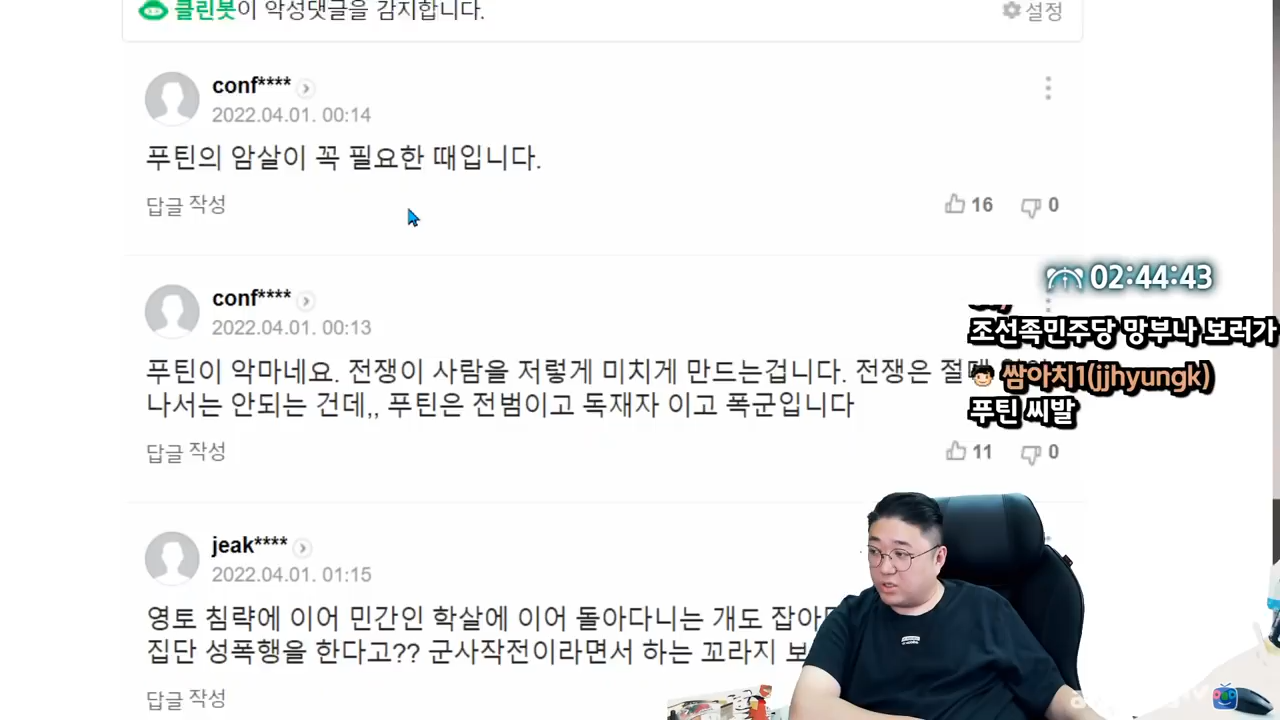 클린봇이 악성댓글을 감지합니다.
설정
conf****
2022.04.01. 00:14
푸틴의 암살이 꼭 필요한 때입니다.
답글 작성
16
0
conf****
2022.04.01. 00:13
푸틴이 악마네요. 전쟁이 사람을 저렇게 미치게 만드는겁니다. 전쟁은
나서는 안되는 건데,, 푸틴은 전범이고 독재자 이고 폭군입니다
답글 작성
11
0
02:44:43
조선족민주당 망부나 보러가
쌈아치1(jjhyungk)
푸틴 씨발
jeak****
2022.04.01. 01:15
영토 침략에 이어 민간인 학살에 이어 돌아다니는 개도
집단 성폭행을 한다고?? 군사작전이라면서 하는 꼬라지
답글 작성